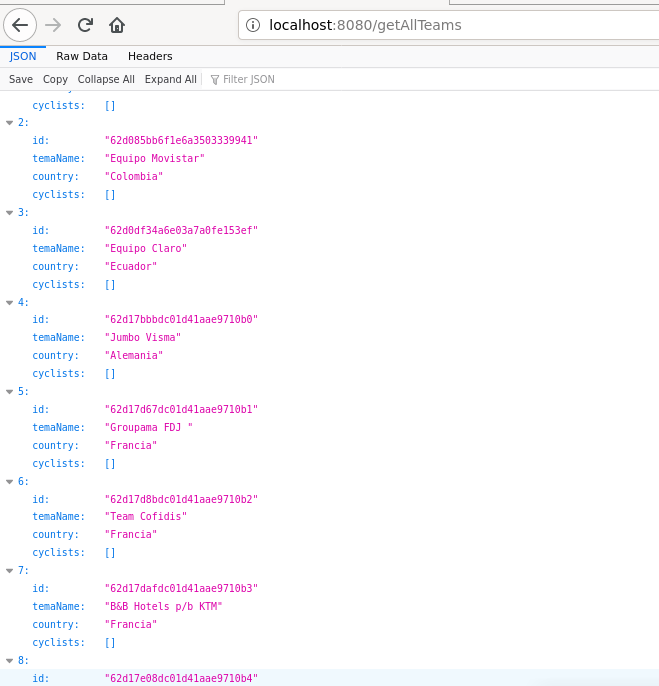 localhost:8080/getAllTeams
JSON Raw Data Headers
Save Copy Collapse All Expand All Filter JSON
cyclists: []
2:
id: "62d085bb6f1e6a3503339941"
temaName: "Equipo Movistar"
country: "Colombia"
cyclists: []
3:
id: "62d0df34a6e03a7a0fe153ef"
temaName: "Equipo Claro"
country: "Ecuador"
cyclists: []
4:
id: "62d17bbbdc01d41aae9710b0"
temaName: "Jumbo Visma"
country: "Alemania"
cyclists: []
5:
id: "62d17d67dc01d41aae9710b1"
temaName: "Groupama FDJ "
country: "Francia"
cyclists: []
6:
id: "62d17d8bdc01d41aae9710b2"
temaName: "Team Cofidis"
country: "Francia"
cyclists: []
7:
id: "62d17dafdc01d41aae9710b3"
temaName: "B&B Hotels p/b KTM"
country: "Francia"
cyclists: []
8:
id: "62d17e08dc01d41aae9710b4"